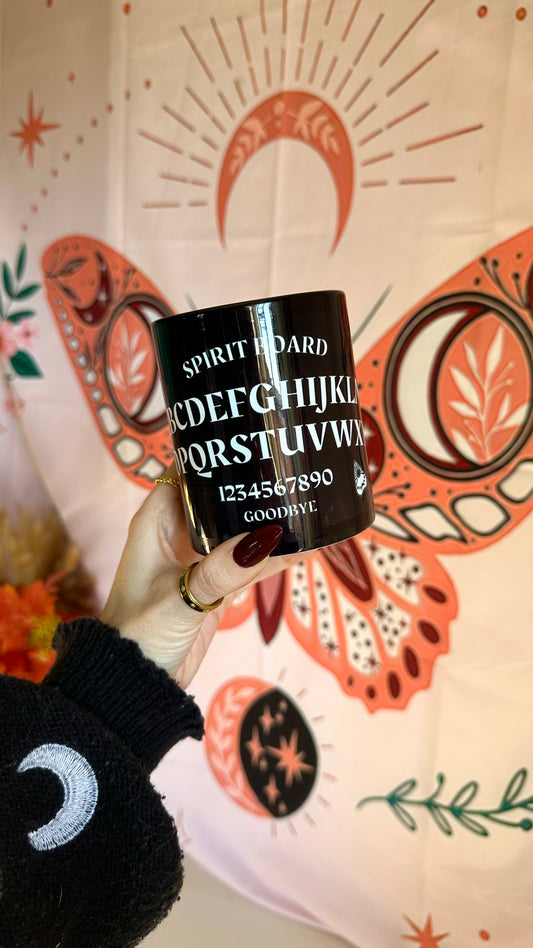 SPIRIT BOARD
BCDEFGHIJKL
PQRSTUVWX
1234567890
GOODBYE